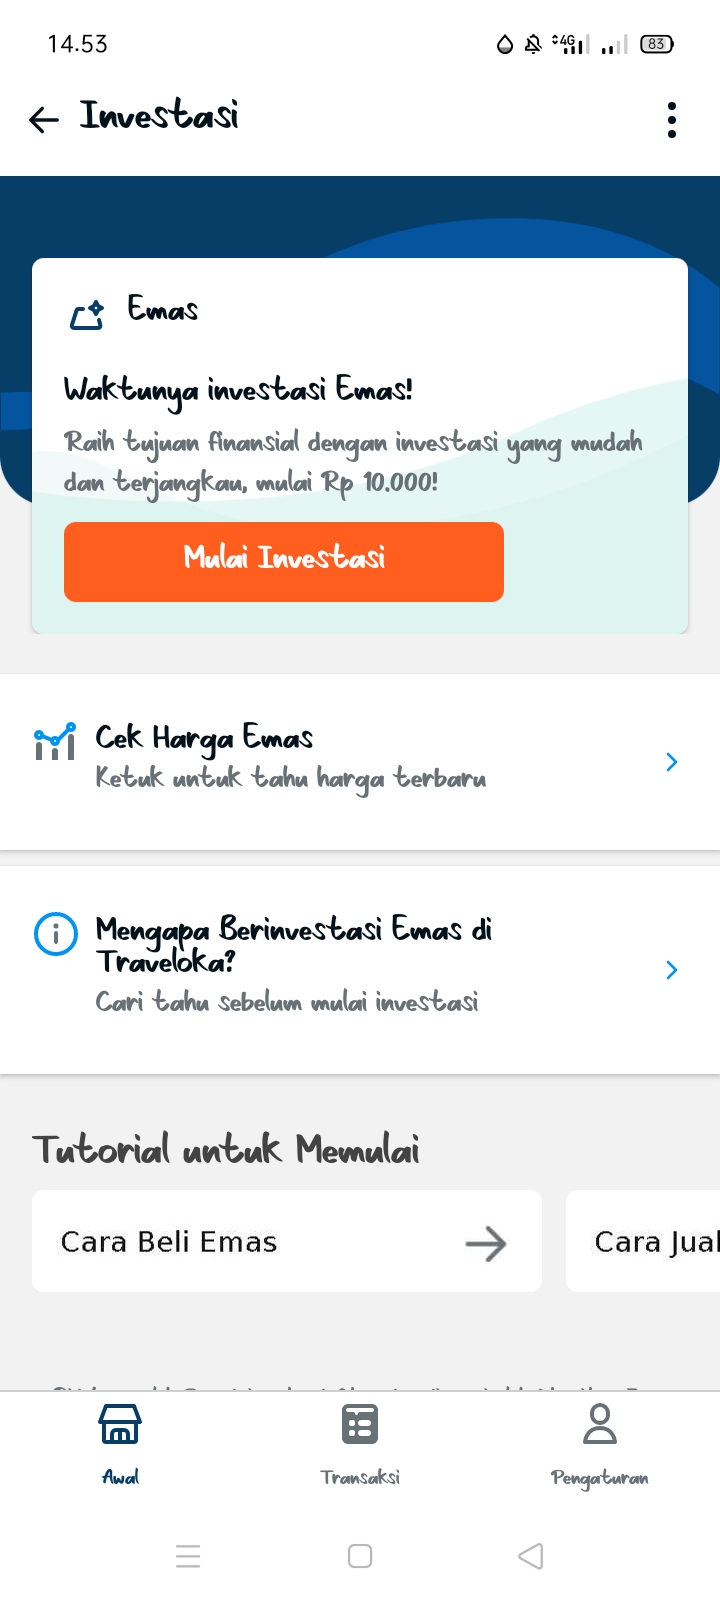 14.53
4G
83
Investasi
Emas
Waktunya investasi Emas!
Raih tujuan finansial dengan investasi yang mudah
dan terjangkau, mulai Rp 10.000!
Mulai Investasi
Cek Harga Emas
Ketuk untuk tahu harga terbaru
Mengapa Berinvestasi Emas di
Traveloka?
Cari tahu sebelum mulai investasi
Tutorial untuk Memulai
Cara Beli Emas
Cara Jual
Awal
Transaksi
Pengaturan